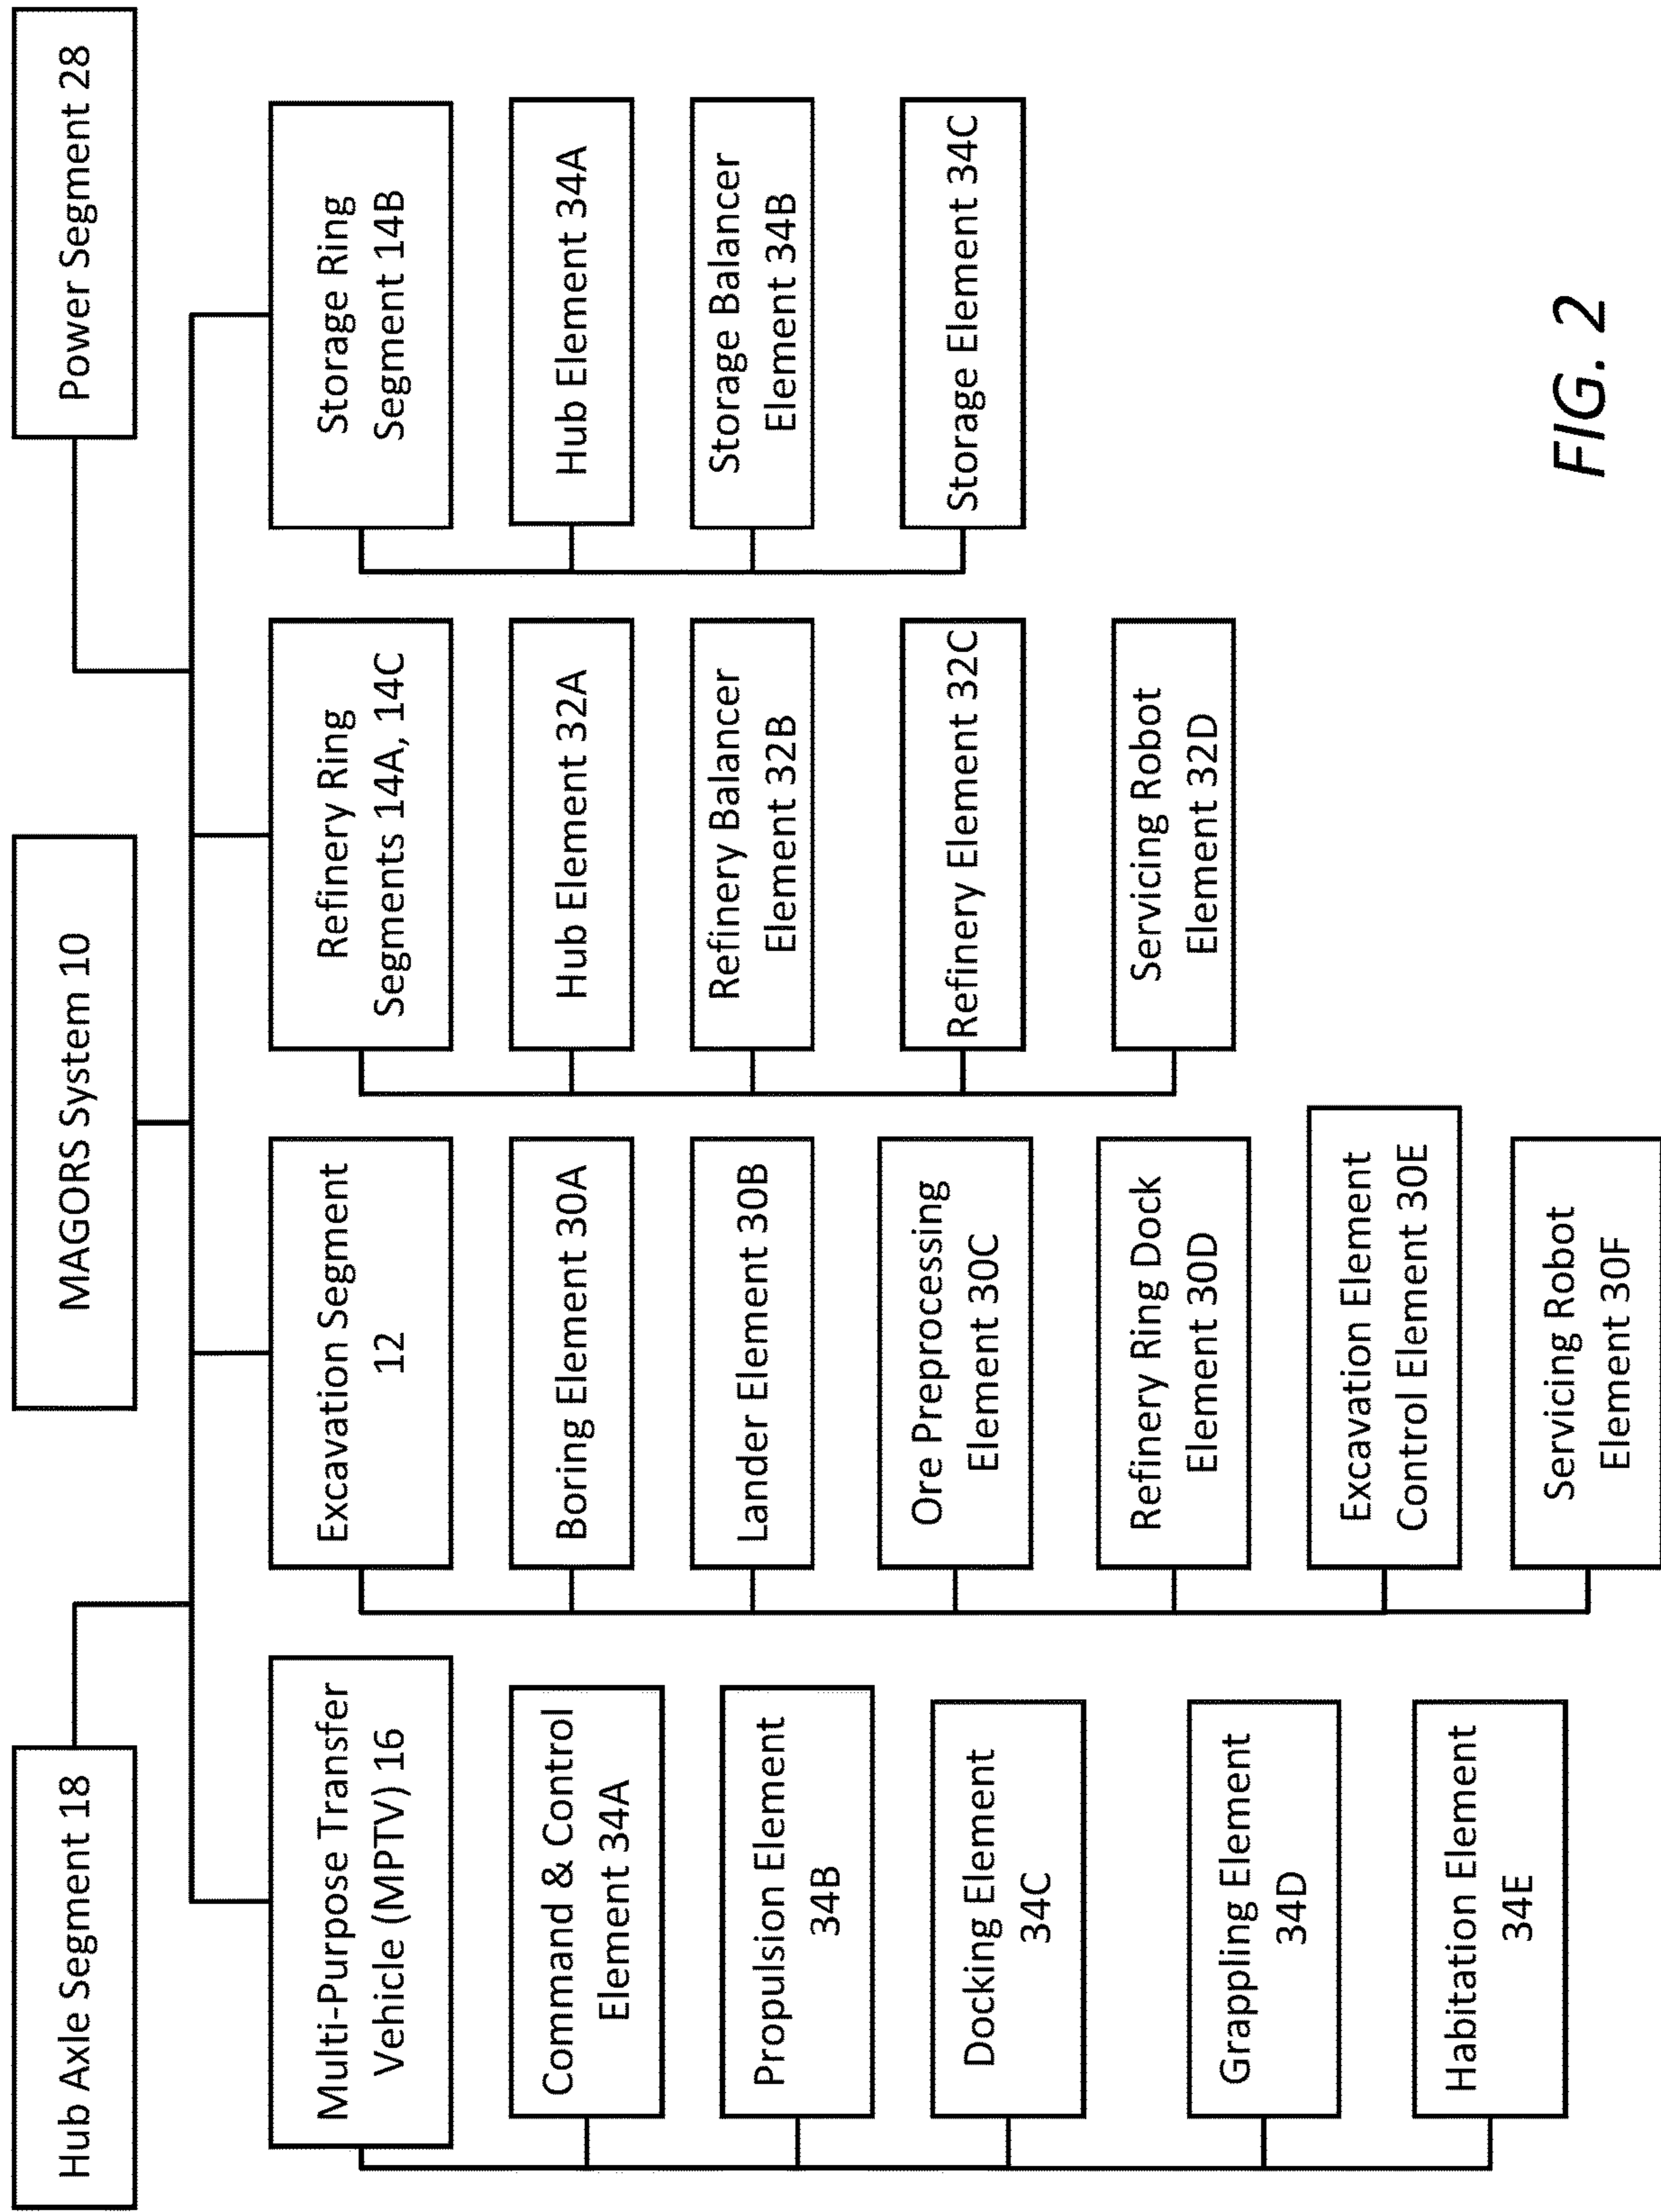 Hub Axle Segment 18
MAGORS System 10
Power Segment 28
Multi-Purpose Transfer
Vehicle (MPTV) 16
Command & Control
Element 34A
Propulsion Element
34B
Docking Element
34C
Grappling Element
34D
Habitation Element
34E
Excavation Segment
12
Boring Element 30A
Lander Element 30B
Ore Preprocessing
Element 30C
Refinery Ring Dock
Element 30D
Excavation Element
Control Element 30E
Servicing Robot
Element 30F
Refinery Ring
Segments 14A, 14C
Hub Element 32A
Refinery Balancer
Element 32B
Refinery Element 32C
Servicing Robot
Element 32D
Storage Ring
Segment 14B
Hub Element 34A
Storage Balancer
Element 34B
Storage Element 34C
FIG. 2